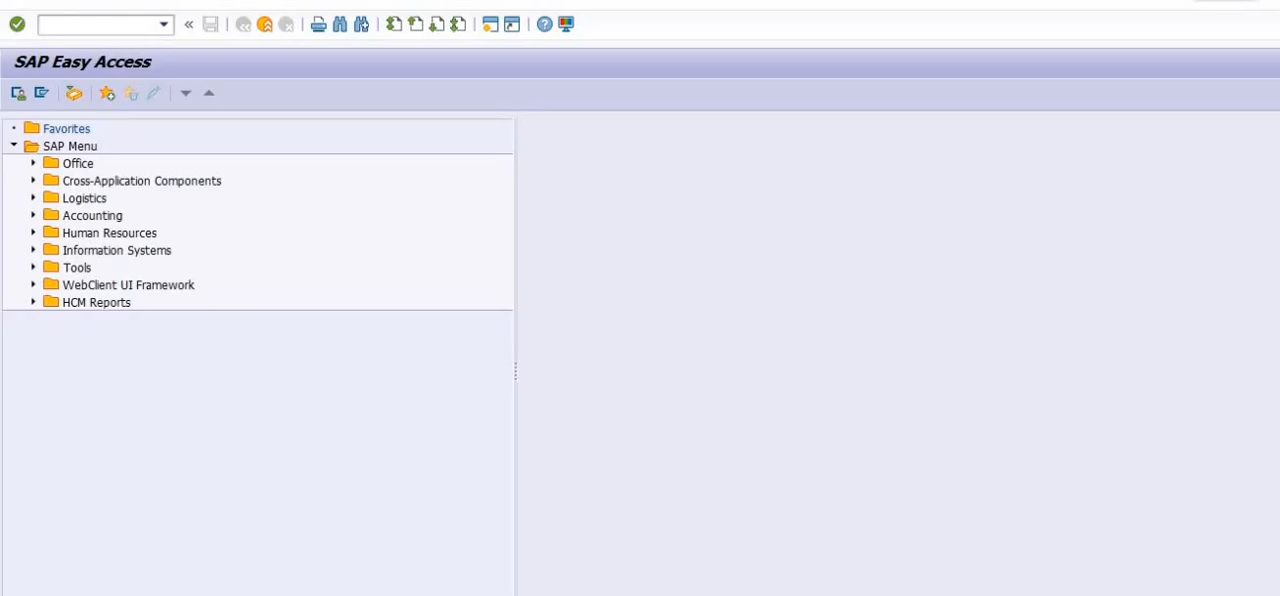 SAP Easy Access
Favorites
SAP Menu
Office
Cross-Application Components
Logistics
Accounting
Human Resources
Information Systems
Tools
WebClient UI Framework
HCM Reports